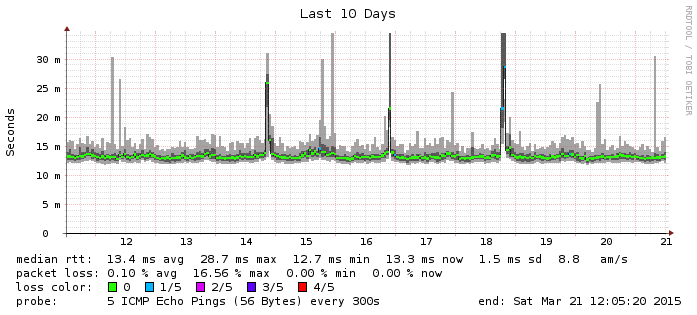 Last 10 Days
RRDTOOL / TOBI OETIKER
Seconds
30 m
25 m
20 m
15 m
10 m
5 m
0
12 13 14 15 16 17 18 19 20 21
median rtt: 13.4 ms avg 28.7 ms max 12.7 ms min 13.3 ms now 1.5 ms sd 8.8 am/s
packet loss: 0.10 % avg 16.56 % max 0.00 % min 0.00 % now
loss color: 0 1/5 2/5 3/5 4/5
probe: 5 ICMP Echo Pings (56 Bytes) every 300s end: Sat Mar 21 12:05:20 2015